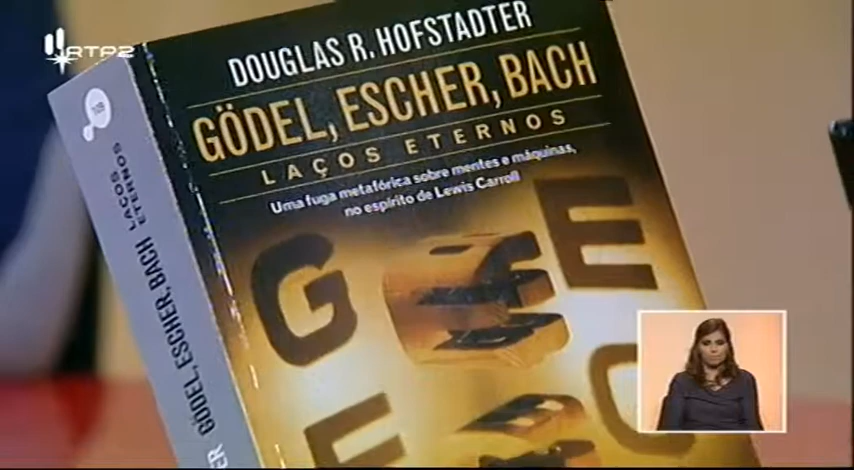 RTP2
DOUGLAS R. HOFSTADTER
GÖDEL, ESCHER, BACH
LAÇOS ETERNOS
Uma fuga metafórica sobre mentes e máquinas,
no espírito de Lewis Carroll
G E
E G
LAÇOS
ETERNOS
GÖDEL, ESCHER, BACH